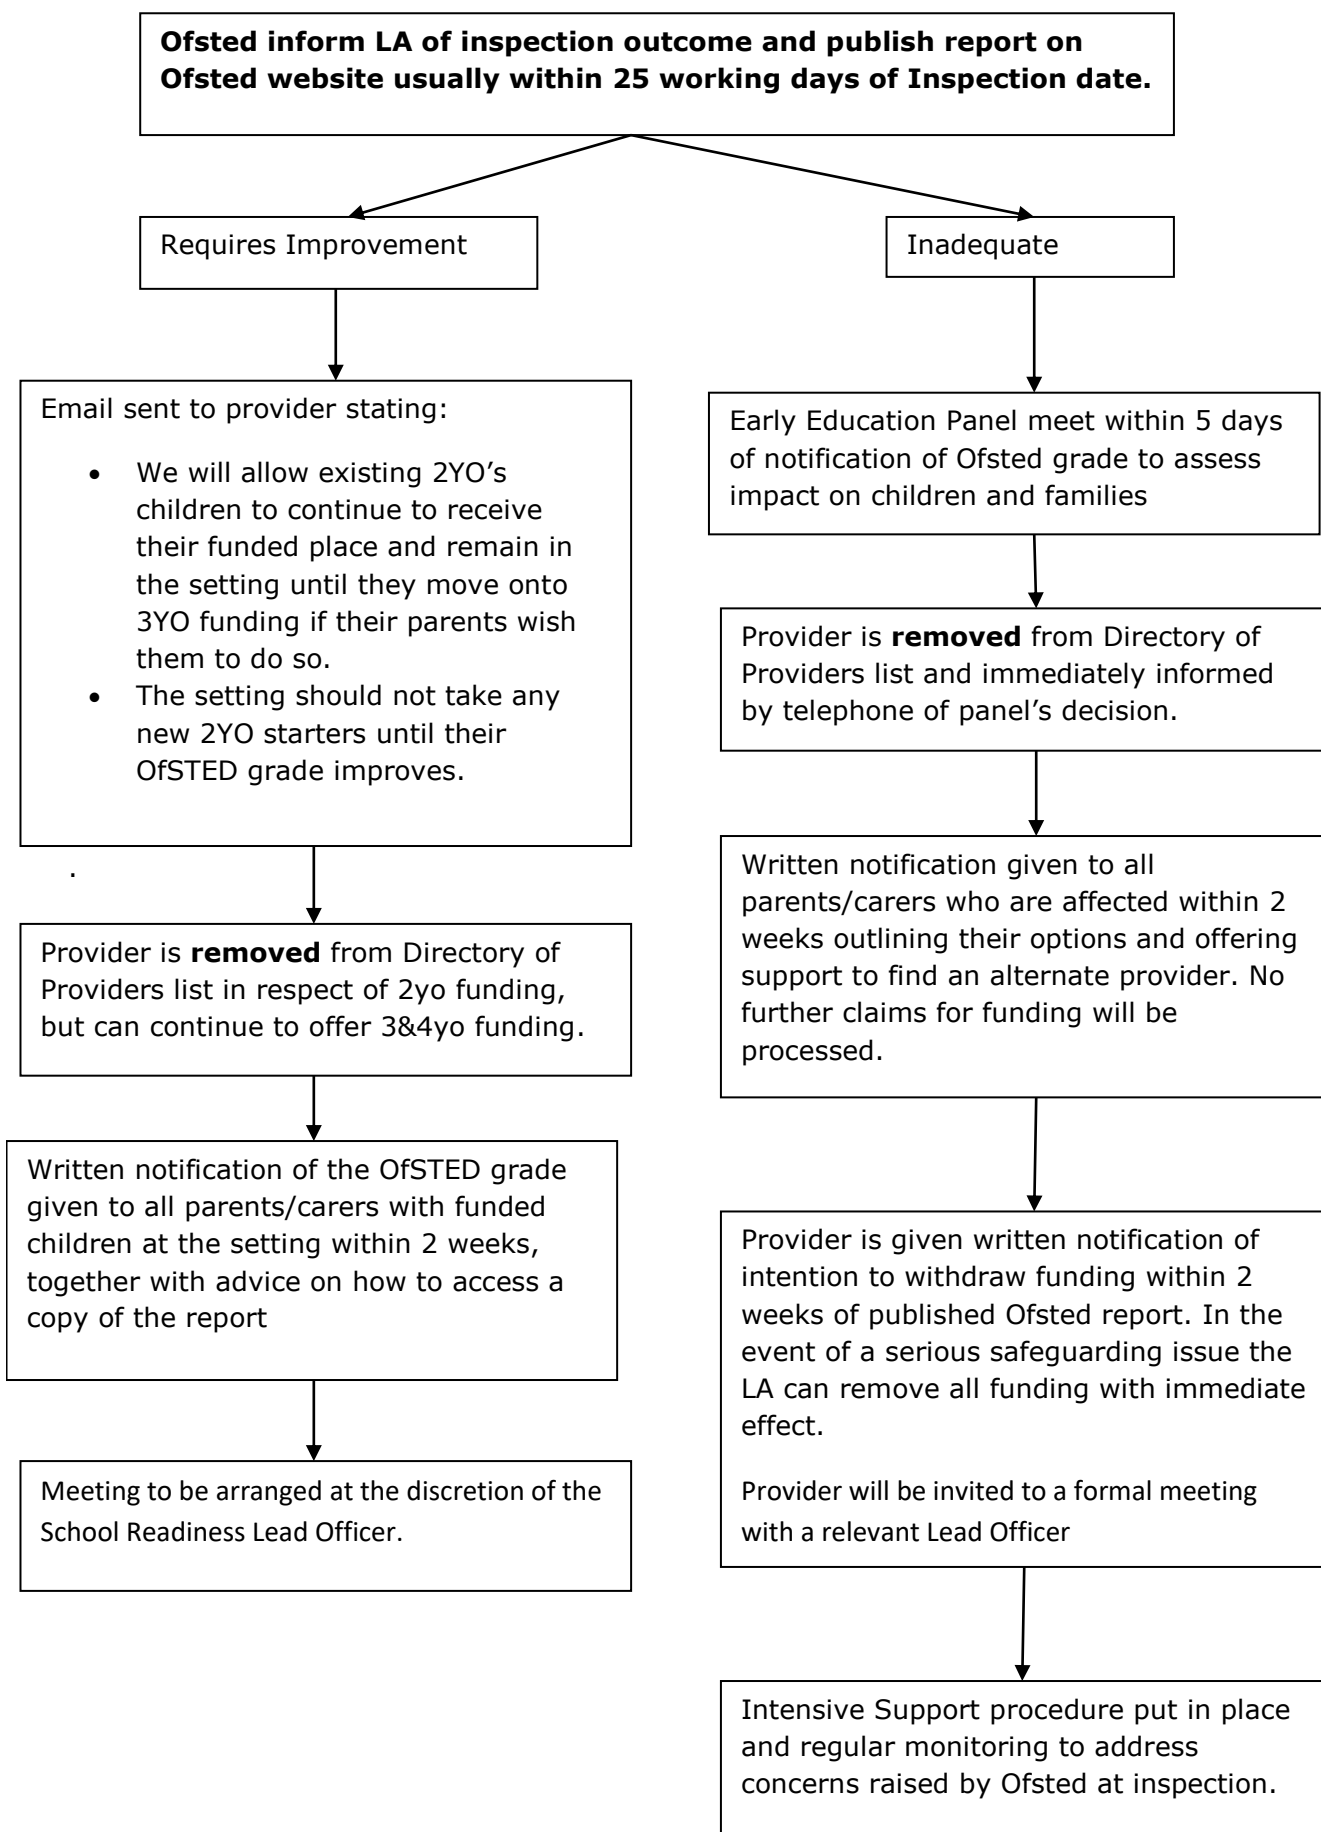 Ofsted inform LA of inspection outcome and publish report on
Ofsted website usually within 25 working days of Inspection date.
Requires Improvement
Inadequate
Email sent to provider stating:
• We will allow existing 2YO’s
children to continue to receive
their funded place and remain in
the setting until they move onto
3YO funding if their parents wish
them to do so.
• The setting should not take any
new 2YO starters until their
OfSTED grade improves.
.
Provider is removed from Directory of
Providers list in respect of 2yo funding,
but can continue to offer 3&4yo funding.
Written notification of the OfSTED grade
given to all parents/carers with funded
children at the setting within 2 weeks,
together with advice on how to access a
copy of the report
Meeting to be arranged at the discretion of the
School Readiness Lead Officer.
Early Education Panel meet within 5 days
of notification of Ofsted grade to assess
impact on children and families
Provider is removed from Directory of
Providers list and immediately informed
by telephone of panel’s decision.
Written notification given to all
parents/carers who are affected within 2
weeks outlining their options and offering
support to find an alternate provider. No
further claims for funding will be
processed.
Provider is given written notification of
intention to withdraw funding within 2
weeks of published Ofsted report. In the
event of a serious safeguarding issue the
LA can remove all funding with immediate
effect.
Provider will be invited to a formal meeting
with a relevant Lead Officer
Intensive Support procedure put in place
and regular monitoring to address
concerns raised by Ofsted at inspection.